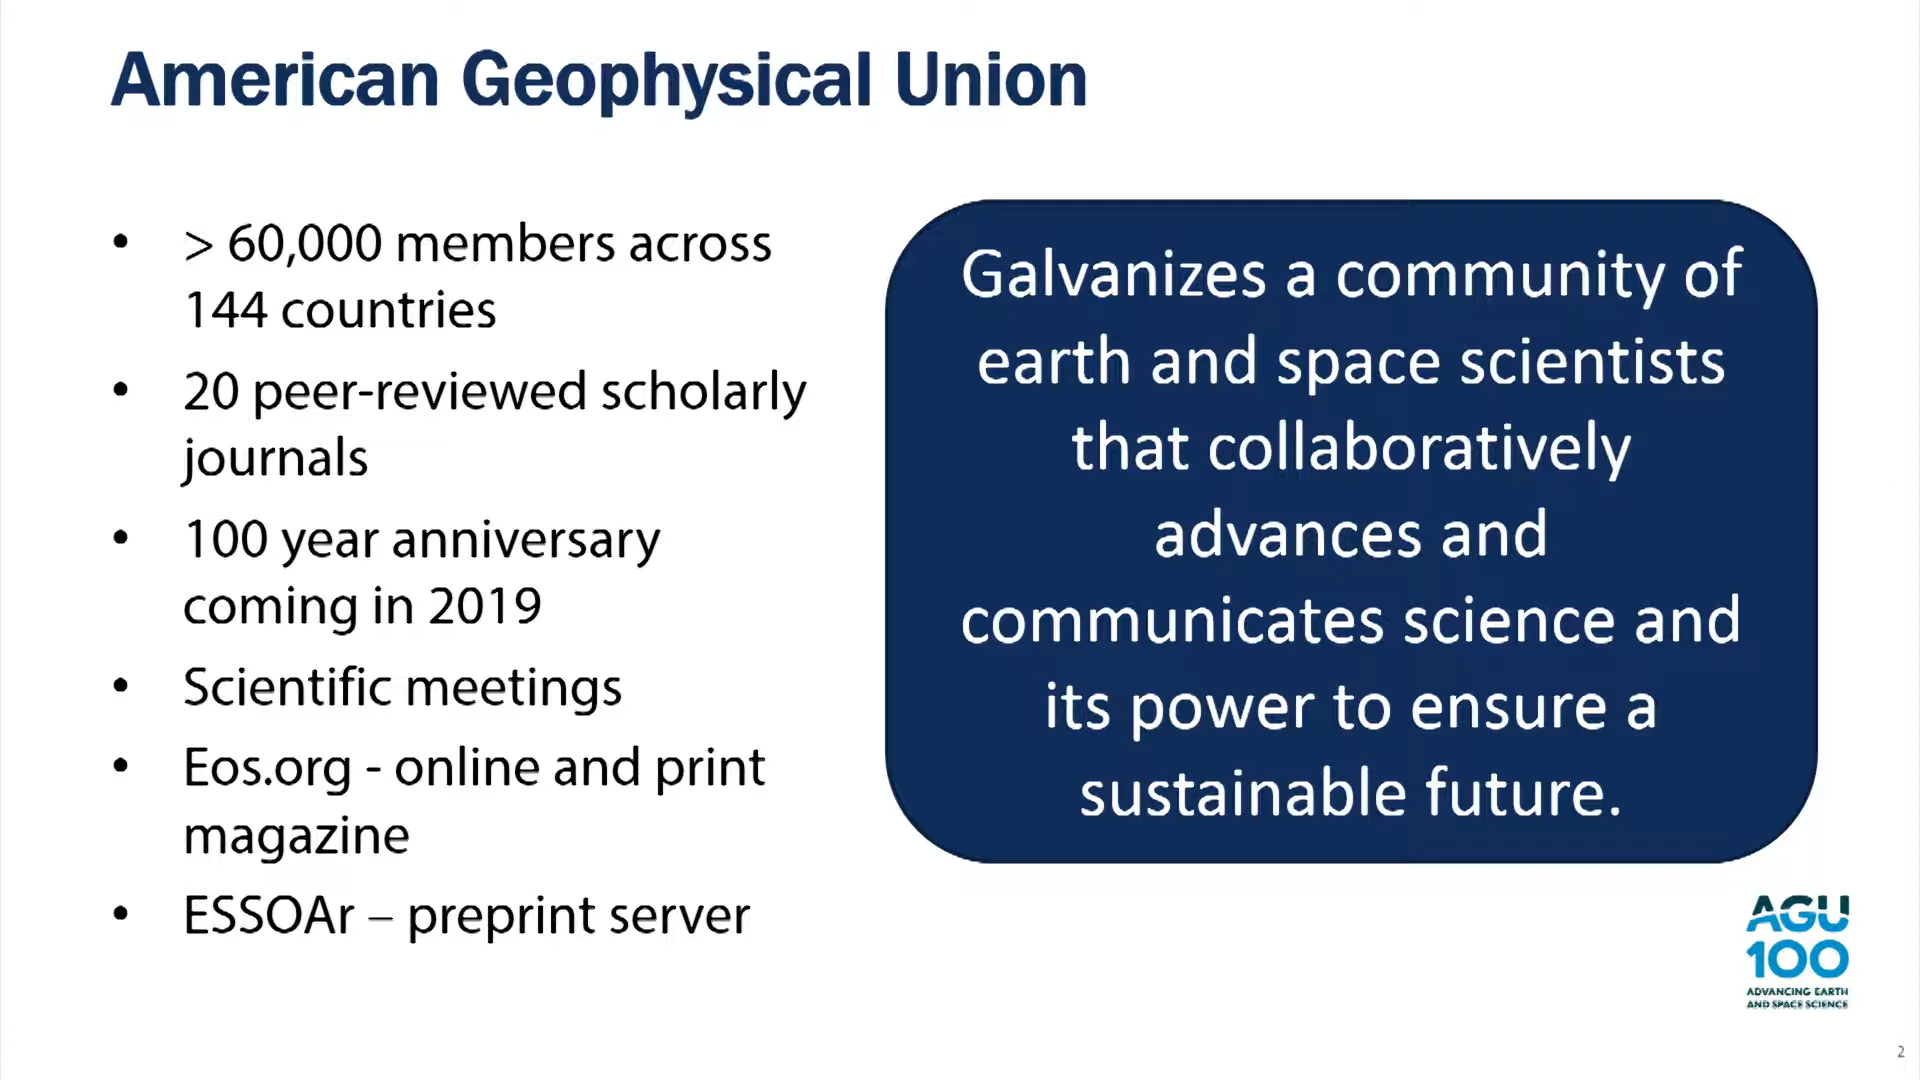 American Geophysical Union
• > 60,000 members across
144 countries
• 20 peer-reviewed scholarly
journals
• 100 year anniversary
coming in 2019
• Scientific meetings
• Eos.org - online and print
magazine
• ESSOAr – preprint server
Galvanizes a community of
earth and space scientists
that collaboratively
advances and
communicates science and
its power to ensure a
sustainable future.
AGU
100
ADVANCING EARTH
AND SPACE SCIENCE
2